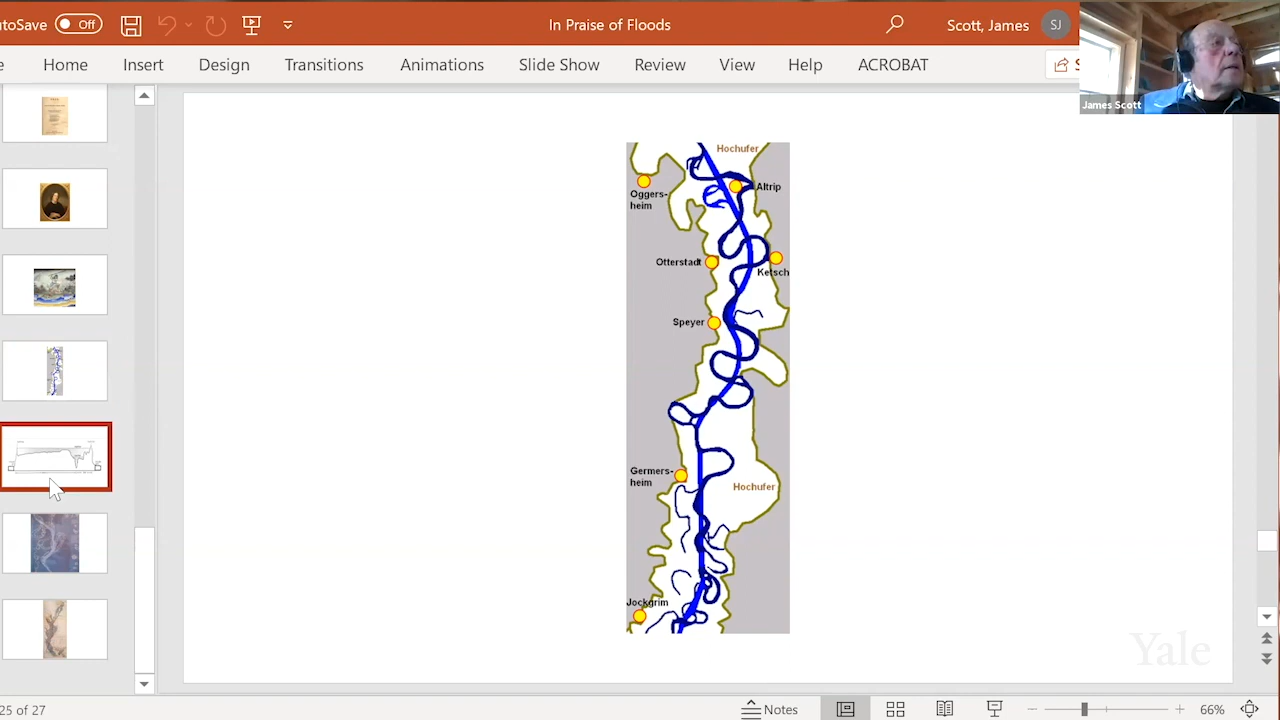 utoSave Off
In Praise of Floods
Scott, James
SJ
e
Home
Insert
Design
Transitions
Animations
Slide Show
Review
View
Help
ACROBAT
S
James Scott
Hochufer
Oggers-
heim
Altrip
Otterstadt
Ketsch
Speyer
Germers-
heim
Hochufer
Jockgrim
Yale
25 of 27
Notes
66%